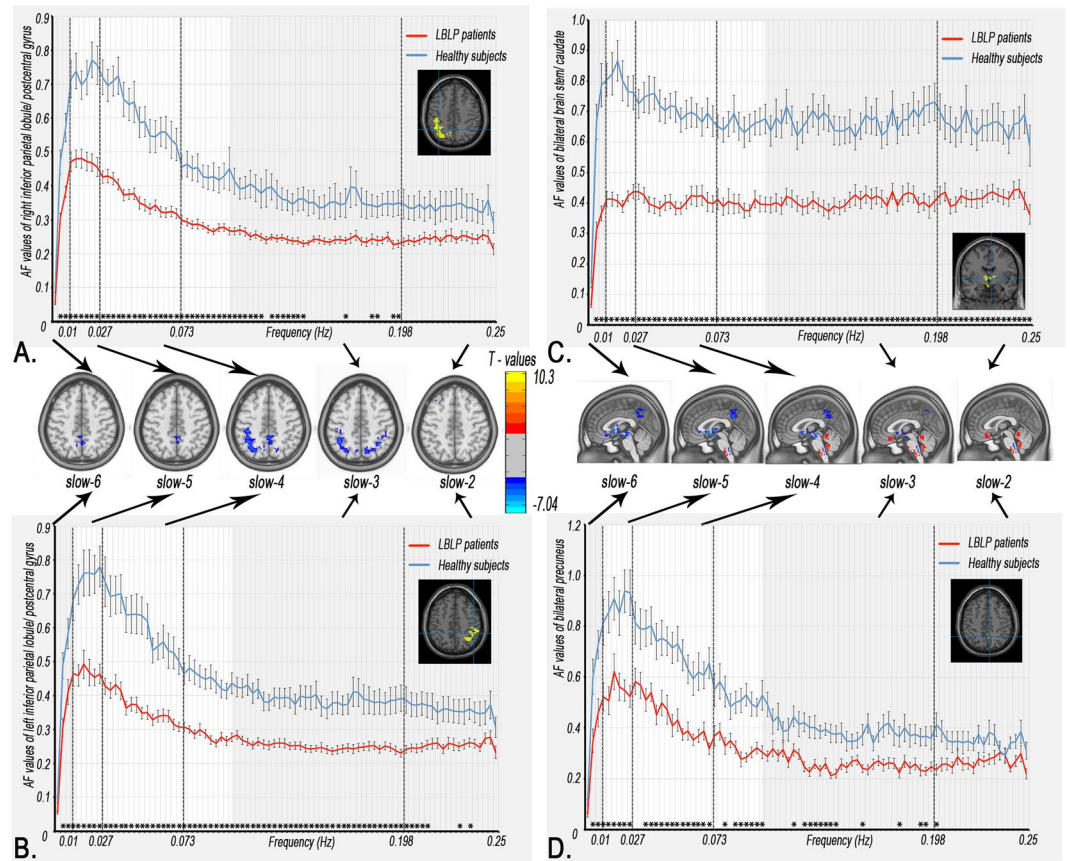 AF values of right inferior parietal lobule/ postcentral gyrus
0.9
0.8
0.7
0.6
0.5
0.4
0.3
0.2
0.1
0
LBLP patients
Healthy subjects
0.01 0.027 0.073 Frequency (Hz) 0.198 0.25
A.
AF values of bilateral brain stem/ caudate
1.0
0.9
0.8
0.7
0.6
0.5
0.4
0.3
0.2
0.1
0
LBLP patients
Healthy subjects
0.01 0.027 0.073 Frequency (Hz) 0.198 0.25
C.
T - values
10.3
-7.04
slow-6 slow-5 slow-4 slow-3 slow-2
slow-6 slow-5 slow-4 slow-3 slow-2
AF values of left inferior parietal lobule/ postcentral gyrus
0.9
0.8
0.7
0.6
0.5
0.4
0.3
0.2
0.1
0
LBLP patients
Healthy subjects
0.01 0.027 0.073 Frequency (Hz) 0.198 0.25
B.
AF values of bilateral precuneus
1.2
1.0
0.8
0.6
0.4
0.2
0
LBLP patients
Healthy subjects
0.01 0.027 0.073 Frequency (Hz) 0.198 0.25
D.